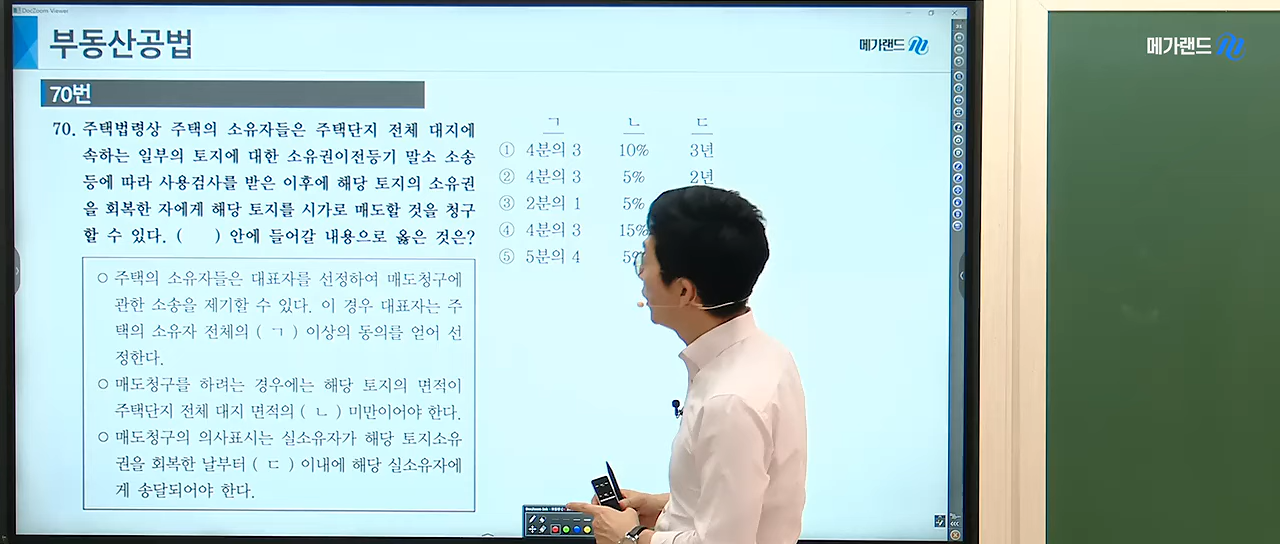 DocZoom Viewer
부동산공법
메가랜드
메가랜드
70번
70. 주택법령상 주택의 소유자들은 주택단지 전체 대지에
속하는 일부의 토지에 대한 소유권이전등기 말소 소송
등에 따라 사용검사를 받은 이후에 해당 토지의 소유권
을 회복한 자에게 해당 토지를 시가로 매도할 것을 청구
할 수 있다. ( ) 안에 들어갈 내용으로 옳은 것은?
○ 주택의 소유자들은 대표자를 선정하여 매도청구에
관한 소송을 제기할 수 있다. 이 경우 대표자는 주
택의 소유자 전체의 ( ㄱ ) 이상의 동의를 얻어 선
정한다.
○ 매도청구를 하려는 경우에는 해당 토지의 면적이
주택단지 전체 대지 면적의 ( ㄴ ) 미만이어야 한다.
○ 매도청구의 의사표시는 실소유자가 해당 토지소유
권을 회복한 날부터 ( ㄷ ) 이내에 해당 실소유자에
게 송달되어야 한다.
ㄱ ㄴ ㄷ
① 4분의 3 10% 3년
② 4분의 3 5% 2년
③ 2분의 1 5%
④ 4분의 3 15%
⑤ 5분의 4